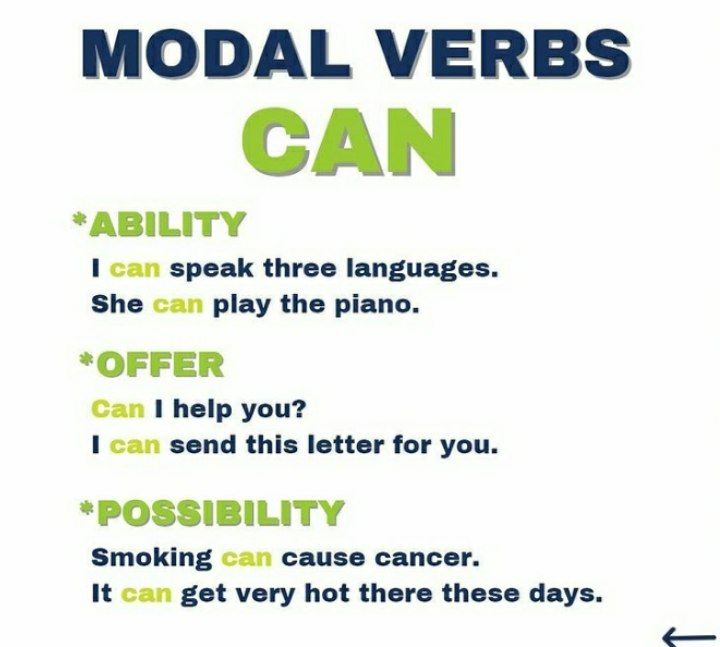 MODAL VERBS
CAN
*ABILITY
I can speak three languages.
She can play the piano.
*OFFER
Can I help you?
I can send this letter for you.
*POSSIBILITY
Smoking can cause cancer.
It can get very hot there these days.